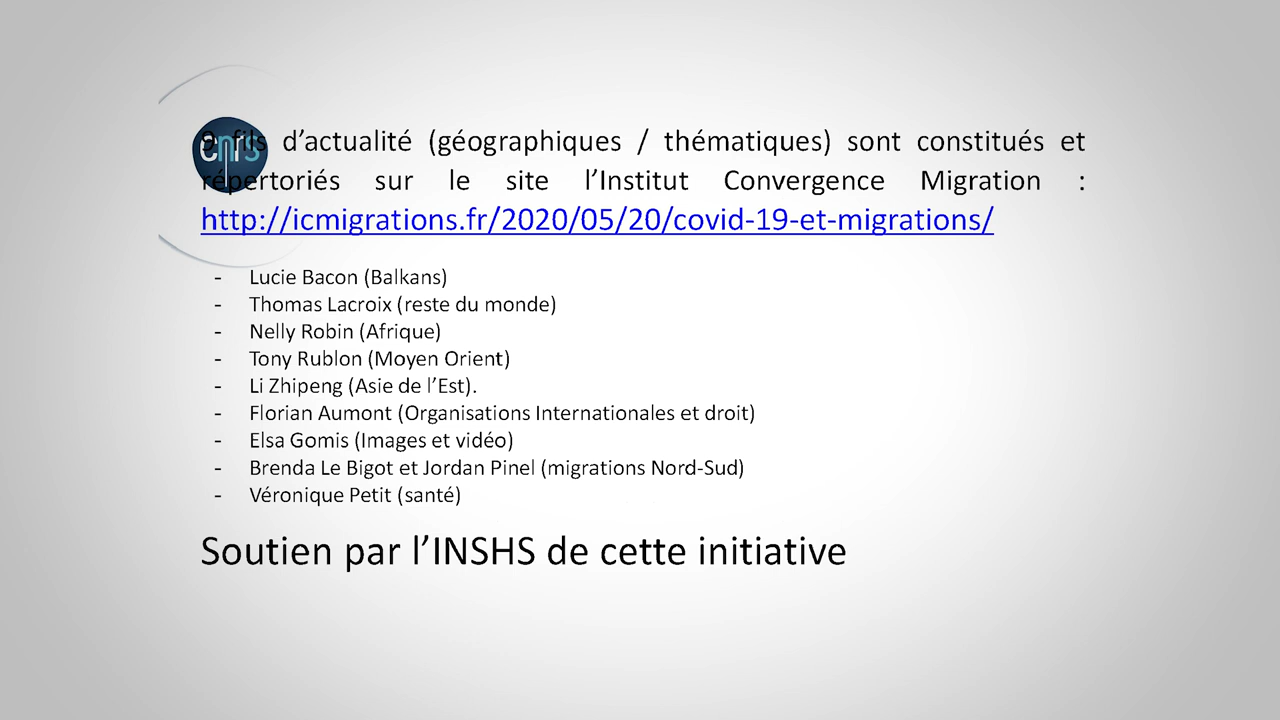 cnrs
9 fils d’actualité (géographiques / thématiques) sont constitués et
répertoriés sur le site l’Institut Convergence Migration :
http://icmigrations.fr/2020/05/20/covid-19-et-migrations/
- Lucie Bacon (Balkans)
- Thomas Lacroix (reste du monde)
- Nelly Robin (Afrique)
- Tony Rublon (Moyen Orient)
- Li Zhipeng (Asie de l’Est).
- Florian Aumont (Organisations Internationales et droit)
- Elsa Gomis (Images et vidéo)
- Brenda Le Bigot et Jordan Pinel (migrations Nord-Sud)
- Véronique Petit (santé)
Soutien par l’INSHS de cette initiative